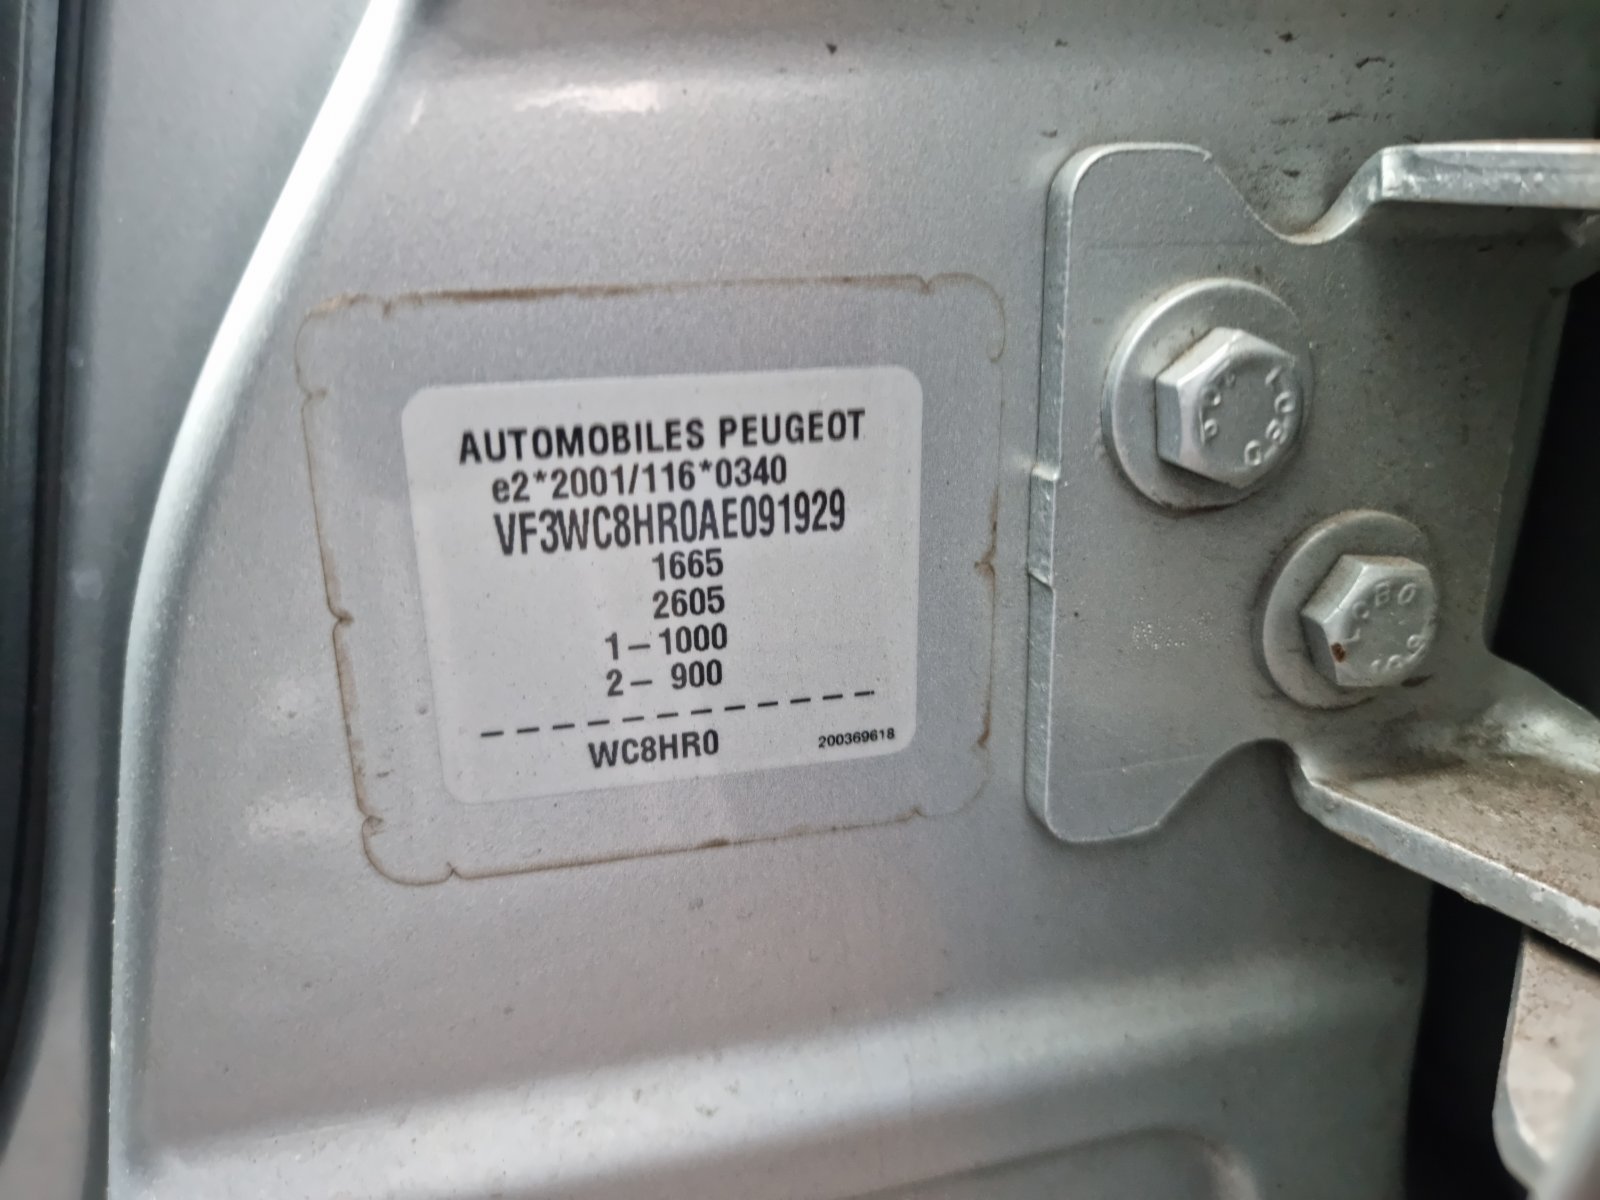 AUTOMOBILES PEUGEOT
e2*2001/116*0340
VF3WC8HR0AE091929
1665
2605
1- 1000
2- 900
WC8HR0
200369618